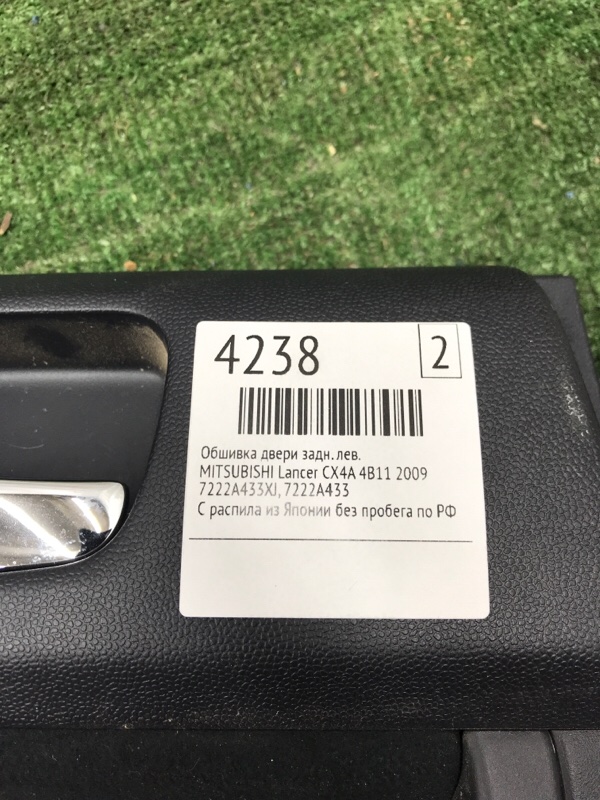 4238
2
Обшивка двери задн. лев.
MITSUBISHI Lancer CX4A 4B11 2009
7222A433XJ, 7222A433
С распила из Японии без пробега по РФ